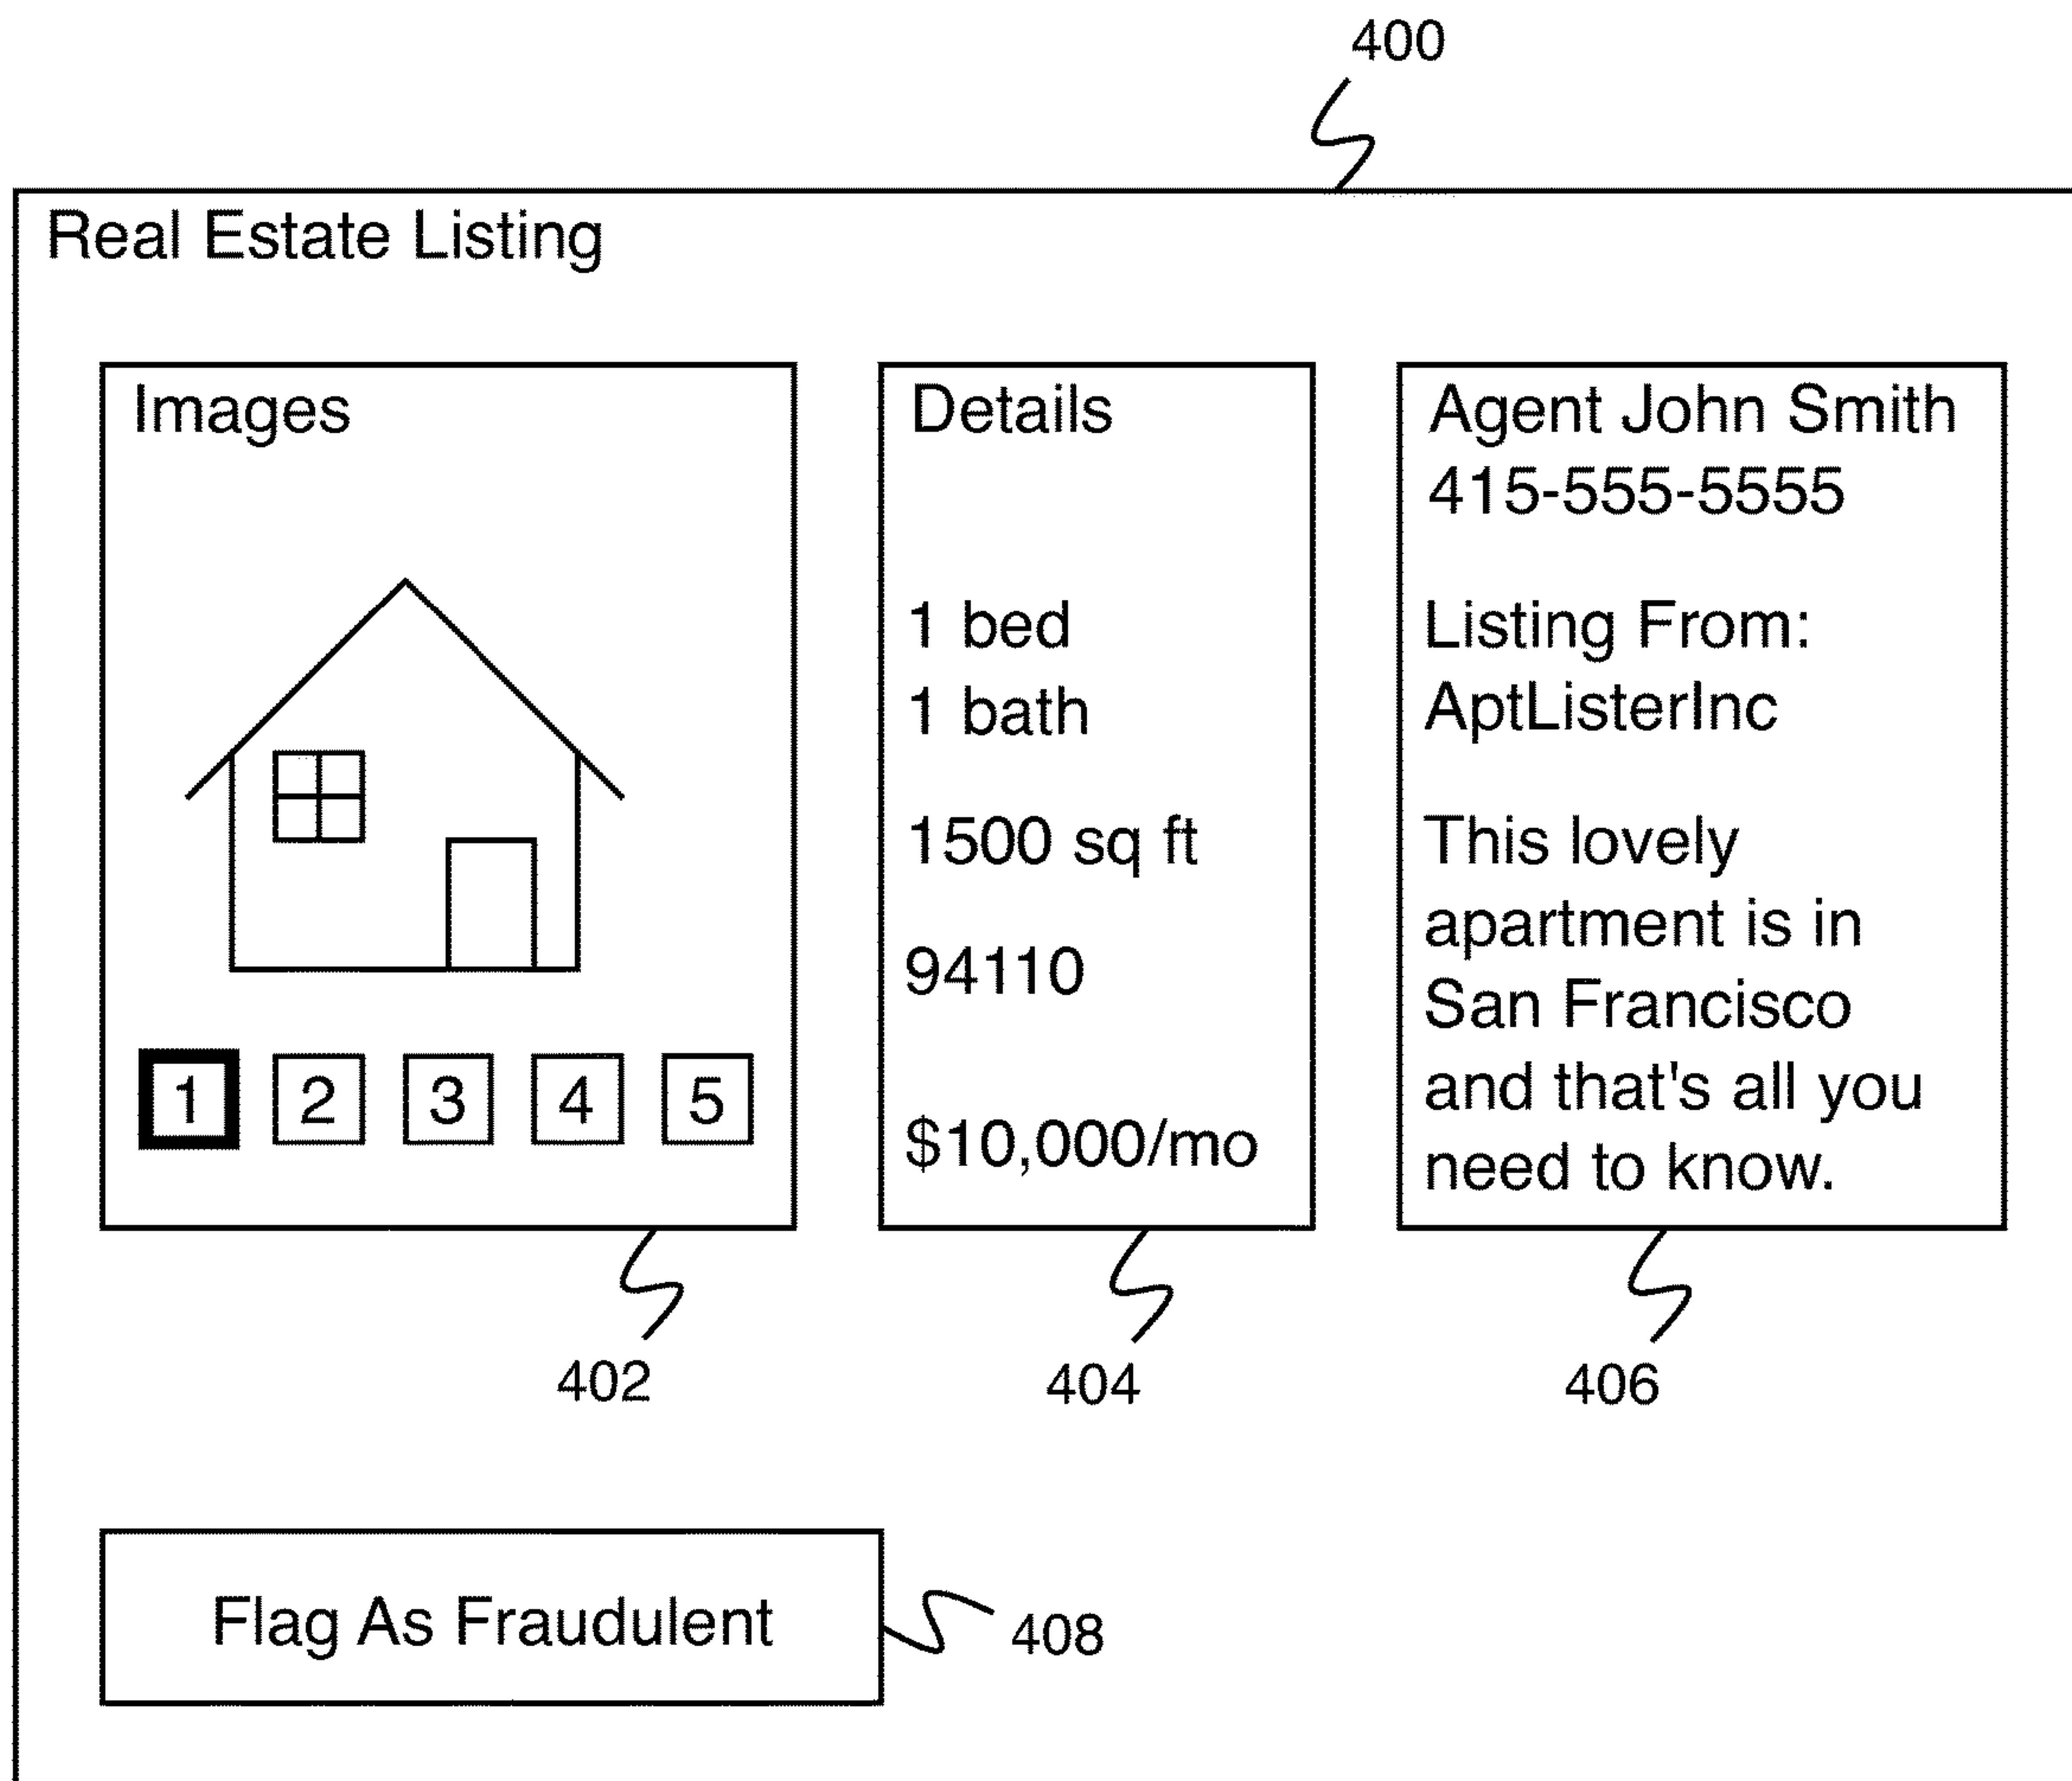 400
Real Estate Listing
Images
1 2 3 4 5
Details
1 bed
1 bath
1500 sq ft
94110
$10,000/mo
Agent John Smith
415-555-5555
Listing From:
AptListerInc
This lovely
apartment is in
San Francisco
and that's all you
need to know.
402
404
406
Flag As Fraudulent
408